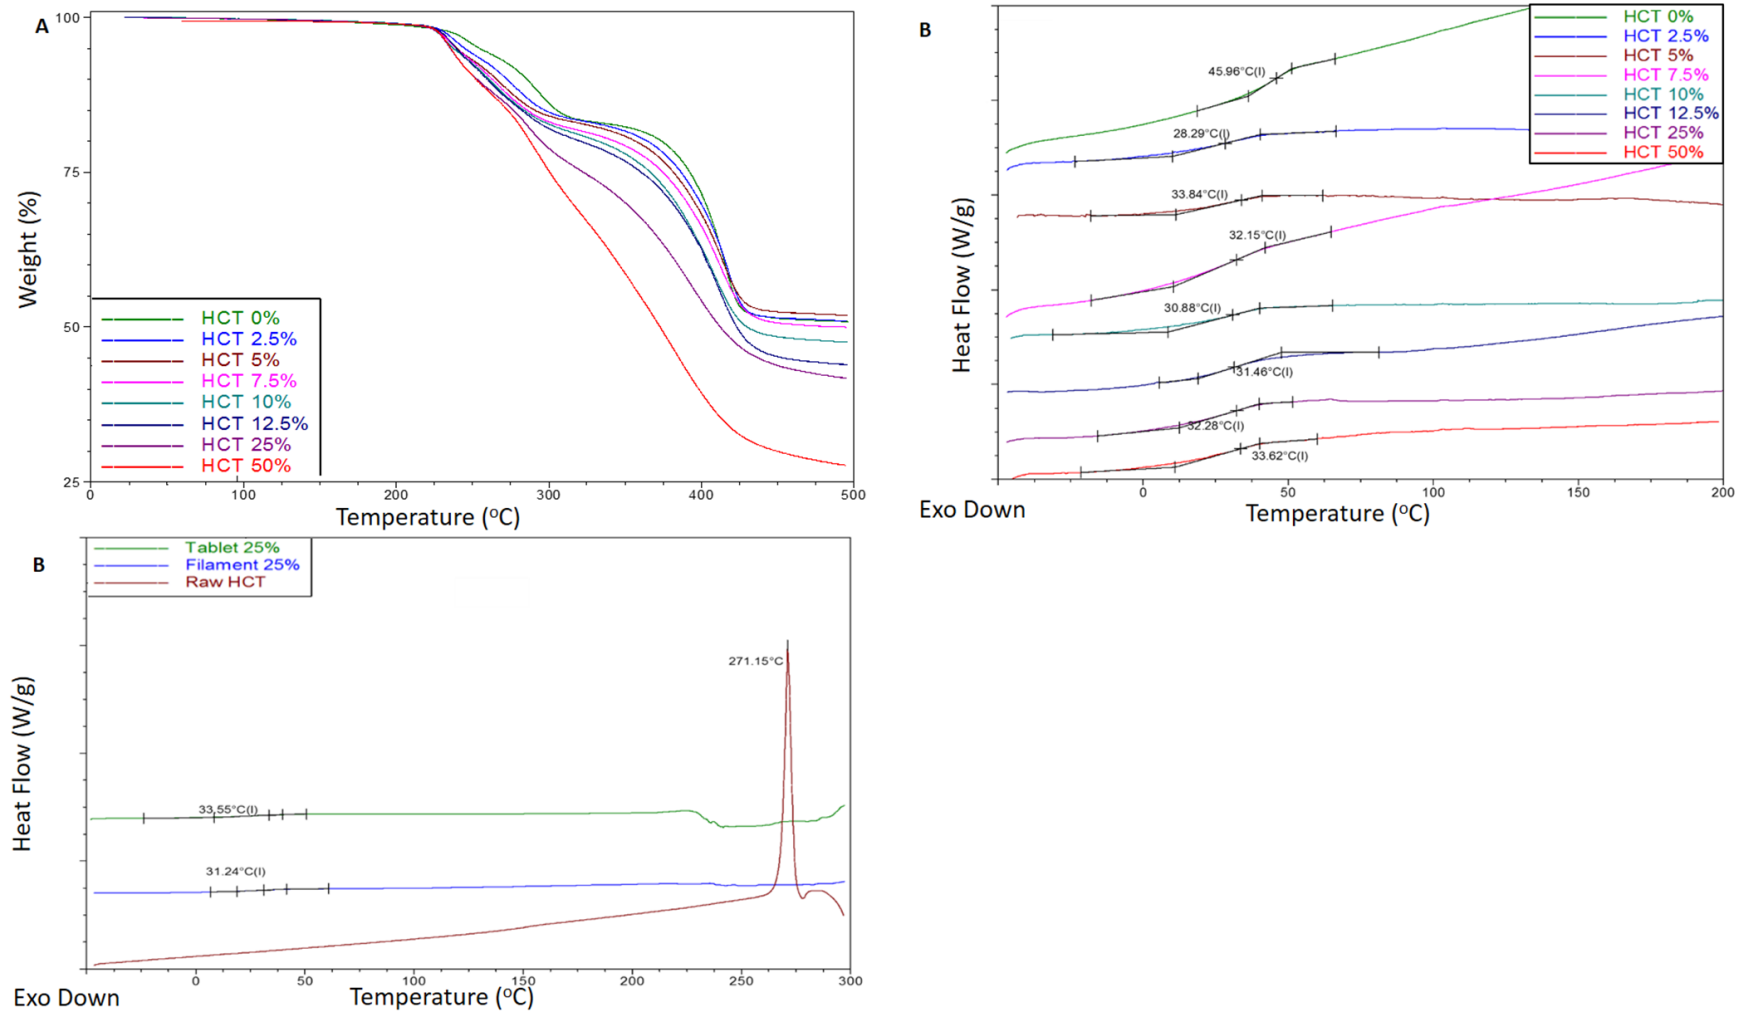 A
100
75
50
25
Weight (%)
HCT 0%
HCT 2.5%
HCT 5%
HCT 7.5%
HCT 10%
HCT 12.5%
HCT 25%
HCT 50%
0
100
200
300
400
500
Temperature (°C)
B
HCT 0%
HCT 2.5%
HCT 5%
HCT 7.5%
HCT 10%
HCT 12.5%
HCT 25%
HCT 50%
45.96°C(I)
28.29°C(I)
33.84°C(I)
32.15°C(I)
30.88°C(I)
31.46°C(I)
32.28°C(I)
33.62°C(I)
Heat Flow (W/g)
0
50
100
150
200
Exo Down
Temperature (°C)
B
Tablet 25%
Filament 25%
Raw HCT
271.15°C
33.55°C(I)
31.24°C(I)
Heat Flow (W/g)
0
50
100
150
200
250
300
Exo Down
Temperature (°C)